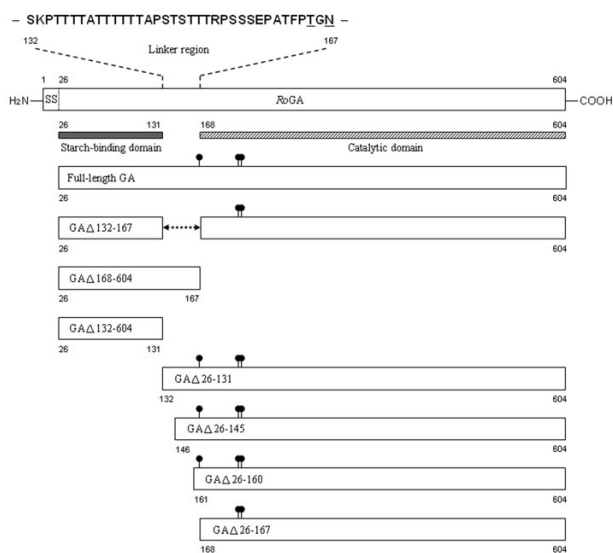 – SKPTTTTATTTTTTAPSTSTTTRPSSSEPATFPTGN –
132 Linker region 167
1 26 604
H₂N SS RoGA COOH
26 131 168 604
Starch-binding domain Catalytic domain
Full-length GA
26 604
GAΔ132-167
26 604
GAΔ168-604
26 167
GAΔ132-604
26 131
GAΔ26-131
132 604
GAΔ26-145
146 604
GAΔ26-160
161 604
GAΔ26-167
168 604